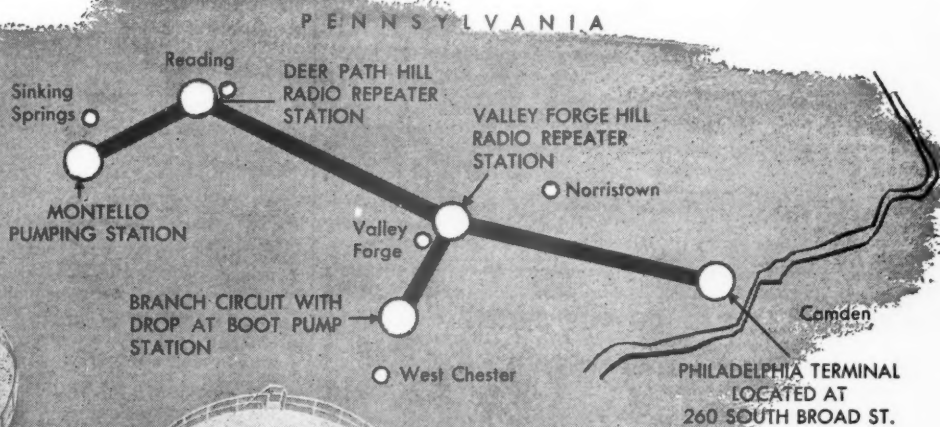 PENNSYLVANIA
Reading
Sinking
Springs
DEER PATH HILL
RADIO REPEATER
STATION
VALLEY FORGE HILL
RADIO REPEATER
STATION
Norristown
MONTELLO
PUMPING STATION
Valley
Forge
BRANCH CIRCUIT WITH
DROP AT BOOT PUMP
STATION
Camden
West Chester
PHILADELPHIA TERMINAL
LOCATED AT
260 SOUTH BROAD ST.